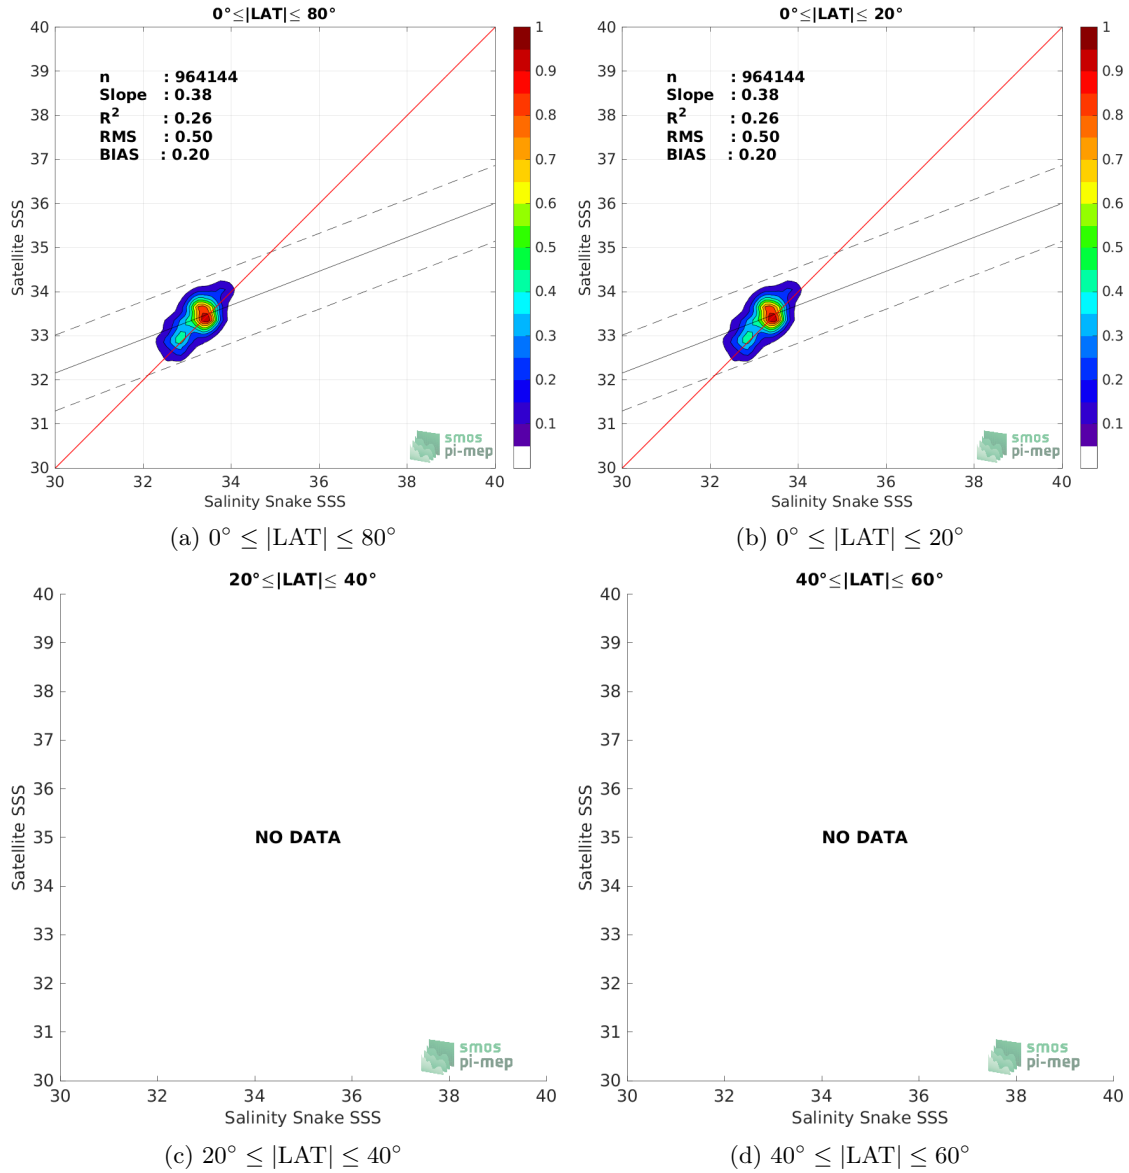 0°≤|LAT|≤ 80°
40
39
38
37
36
35
34
33
32
31
30
Satellite SSS
n : 964144
Slope : 0.38
R² : 0.26
RMS : 0.50
BIAS : 0.20
smos
pi-mep
30 32 34 36 38 40
Salinity Snake SSS
1
0.9
0.8
0.7
0.6
0.5
0.4
0.3
0.2
0.1
(a) 0° ≤ |LAT| ≤ 80°
0°≤|LAT|≤ 20°
40
39
38
37
36
35
34
33
32
31
30
Satellite SSS
n : 964144
Slope : 0.38
R² : 0.26
RMS : 0.50
BIAS : 0.20
smos
pi-mep
30 32 34 36 38 40
Salinity Snake SSS
1
0.9
0.8
0.7
0.6
0.5
0.4
0.3
0.2
0.1
(b) 0° ≤ |LAT| ≤ 20°
20°≤|LAT|≤ 40°
40
39
38
37
36
35
34
33
32
31
30
Satellite SSS
NO DATA
smos
pi-mep
30 32 34 36 38 40
Salinity Snake SSS
(c) 20° ≤ |LAT| ≤ 40°
40°≤|LAT|≤ 60°
40
39
38
37
36
35
34
33
32
31
30
Satellite SSS
NO DATA
smos
pi-mep
30 32 34 36 38 40
Salinity Snake SSS
(d) 40° ≤ |LAT| ≤ 60°